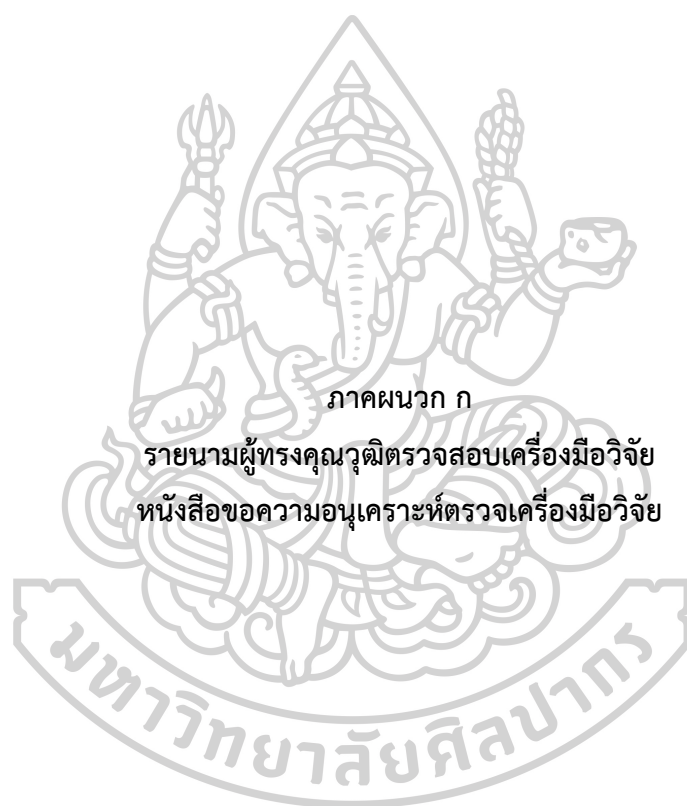 ภาคผนวก ก
รายนามผู้ทรงคุณวุฒิตรวจสอบเครื่องมือวิจัย
หนังสือขอความอนุเคราะห์ตรวจเครื่องมือวิจัย
มหาวิทยาลัยศิลปากร